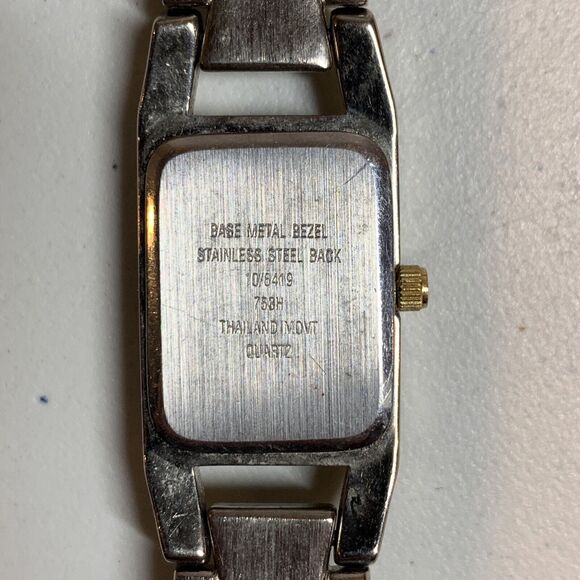 BASE METAL BEZEL
STAINLESS STEEL BACK
10/6419
753H
THAILAND MOVT
QUARTZ